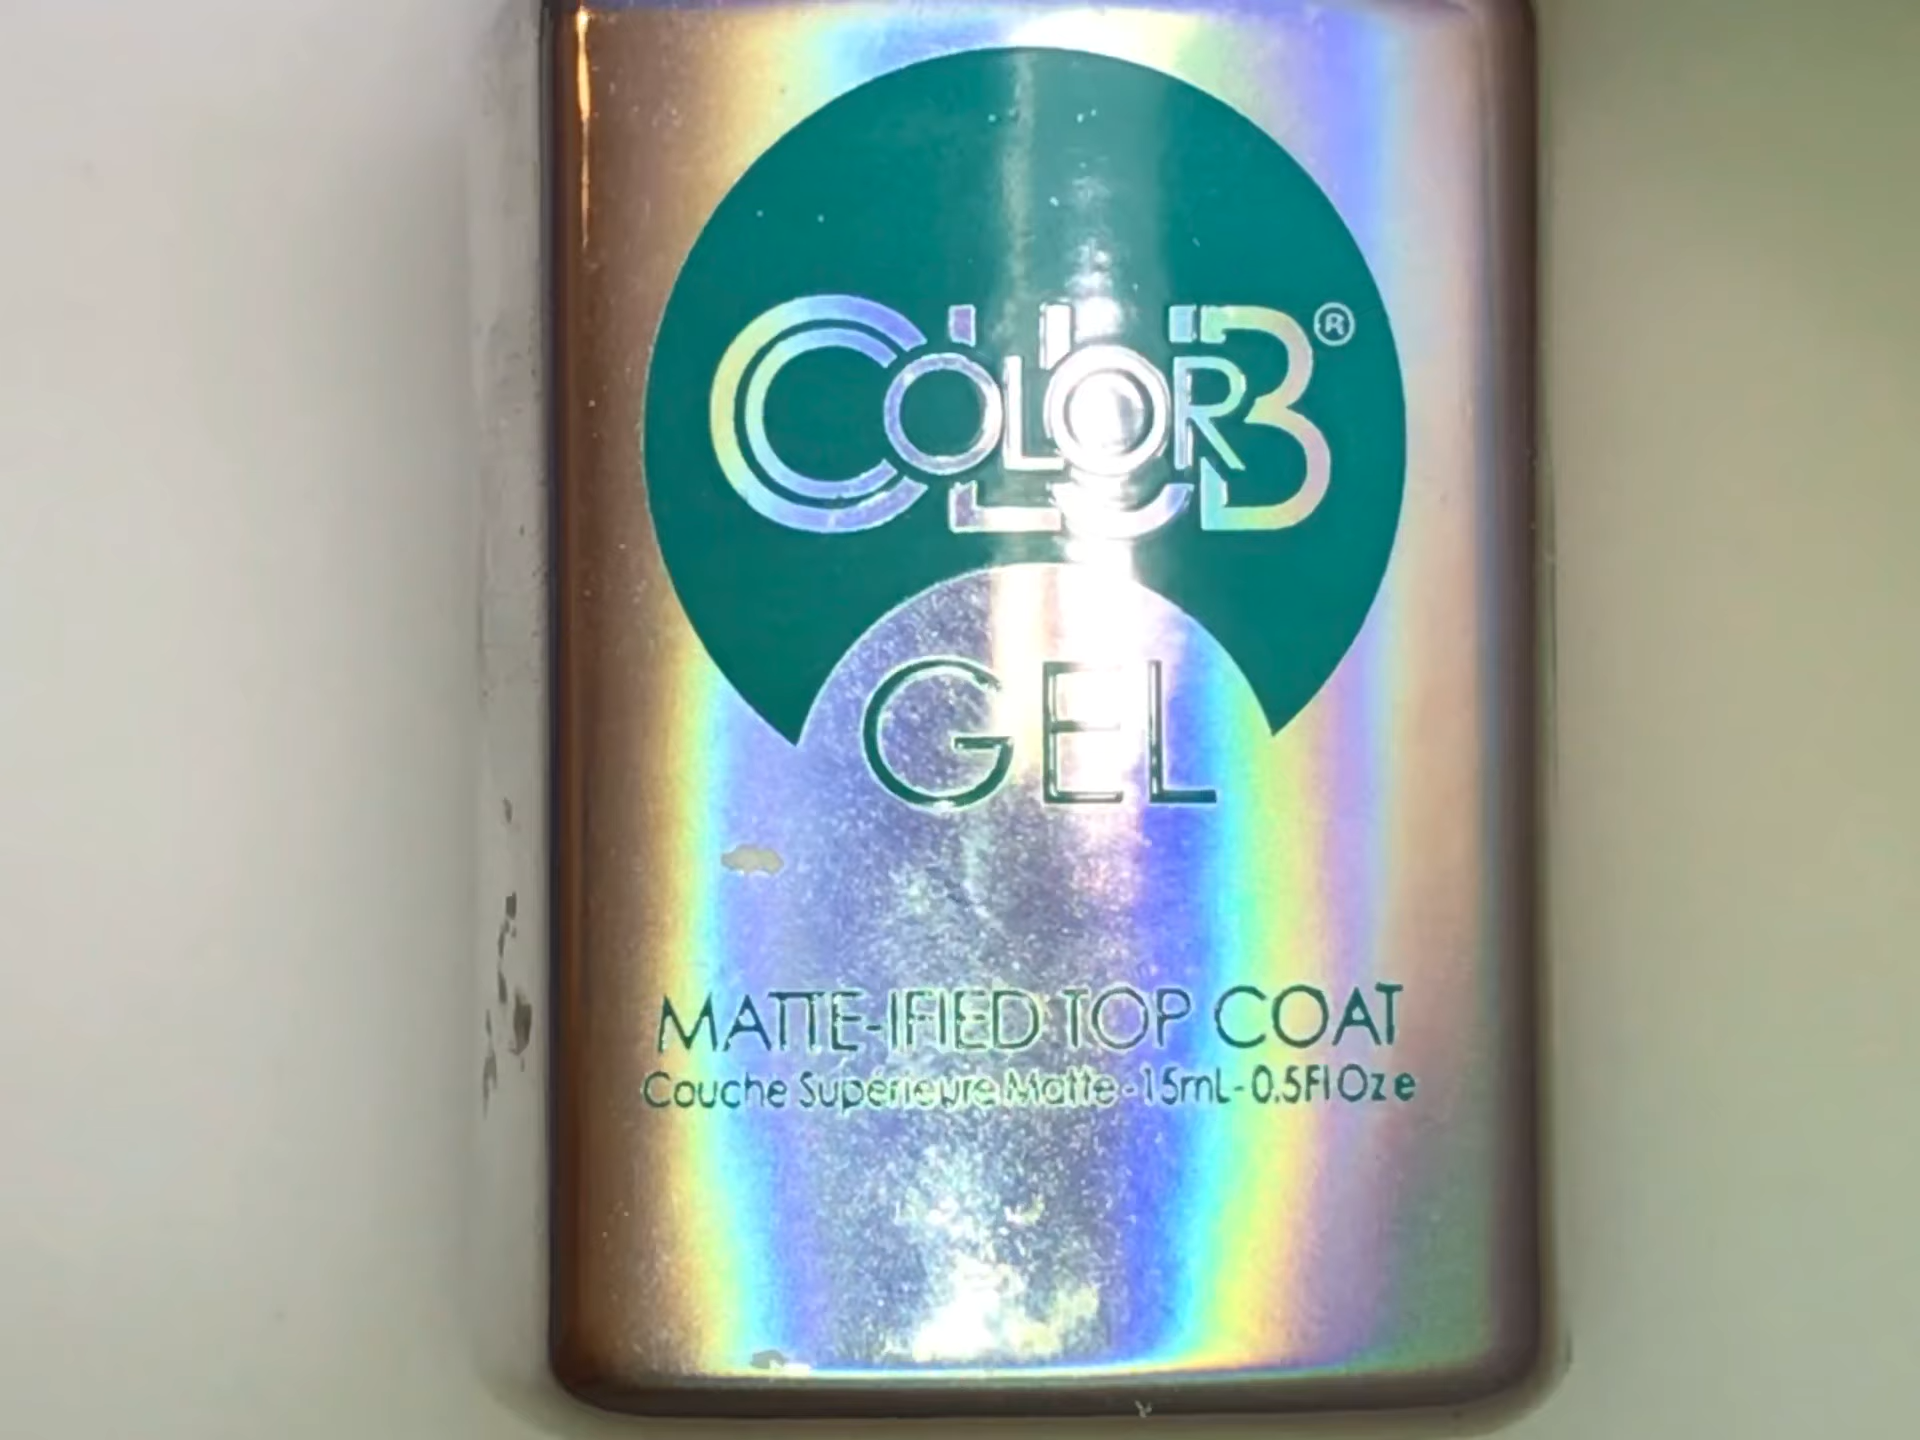 COLOR CLUB®
GEL
MATTE-IFIED TOP COAT
Couche Supérieure Matte - 15mL - 0.5Fl Oz e